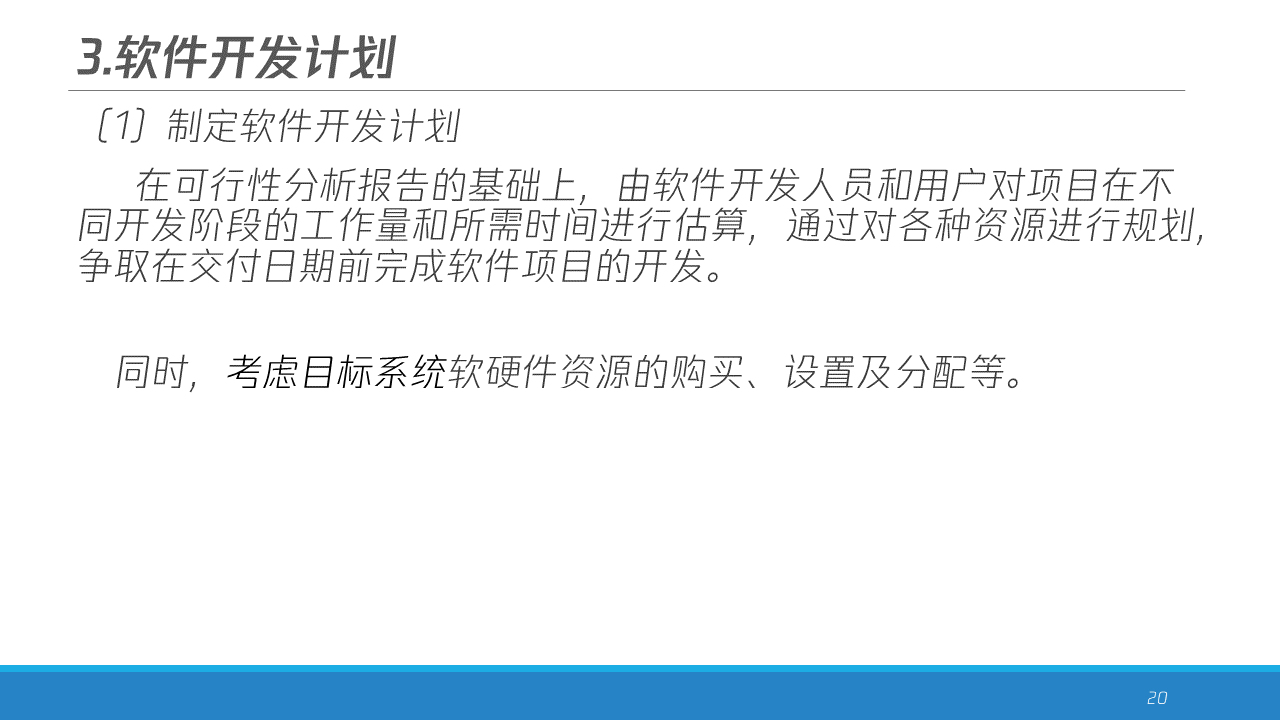 3.软件开发计划
（1）制定软件开发计划
在可行性分析报告的基础上，由软件开发人员和用户对项目在不
同开发阶段的工作量和所需时间进行估算，通过对各种资源进行规划，
争取在交付日期前完成软件项目的开发。
同时，考虑目标系统软硬件资源的购买、设置及分配等。
20